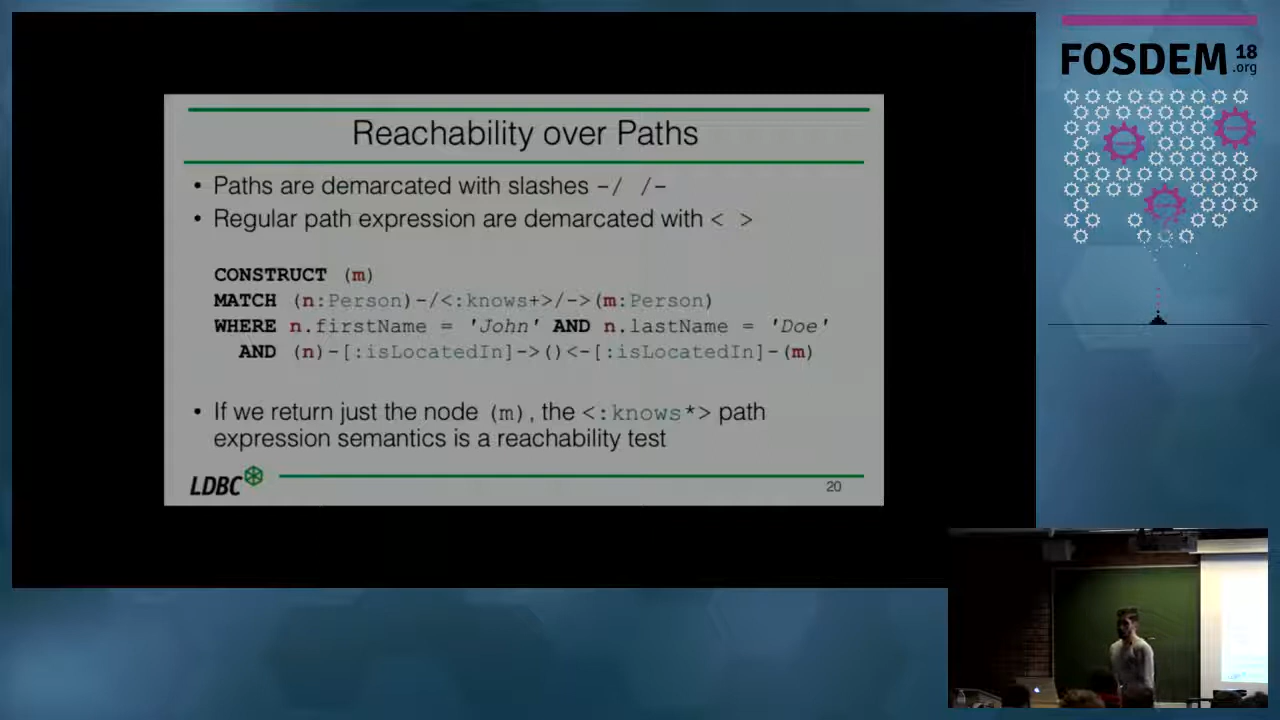 FOSDEM 18
.org
Reachability over Paths
• Paths are demarcated with slashes -/ /-
• Regular path expression are demarcated with < >
CONSTRUCT (m)
MATCH (n:Person)-/<:knows+>/->(m:Person)
WHERE n.firstName = 'John' AND n.lastName = 'Doe'
AND (n)-[:isLocatedIn]->()<-[:isLocatedIn]-(m)
• If we return just the node (m), the <:knows*> path
expression semantics is a reachability test
LDBC
20